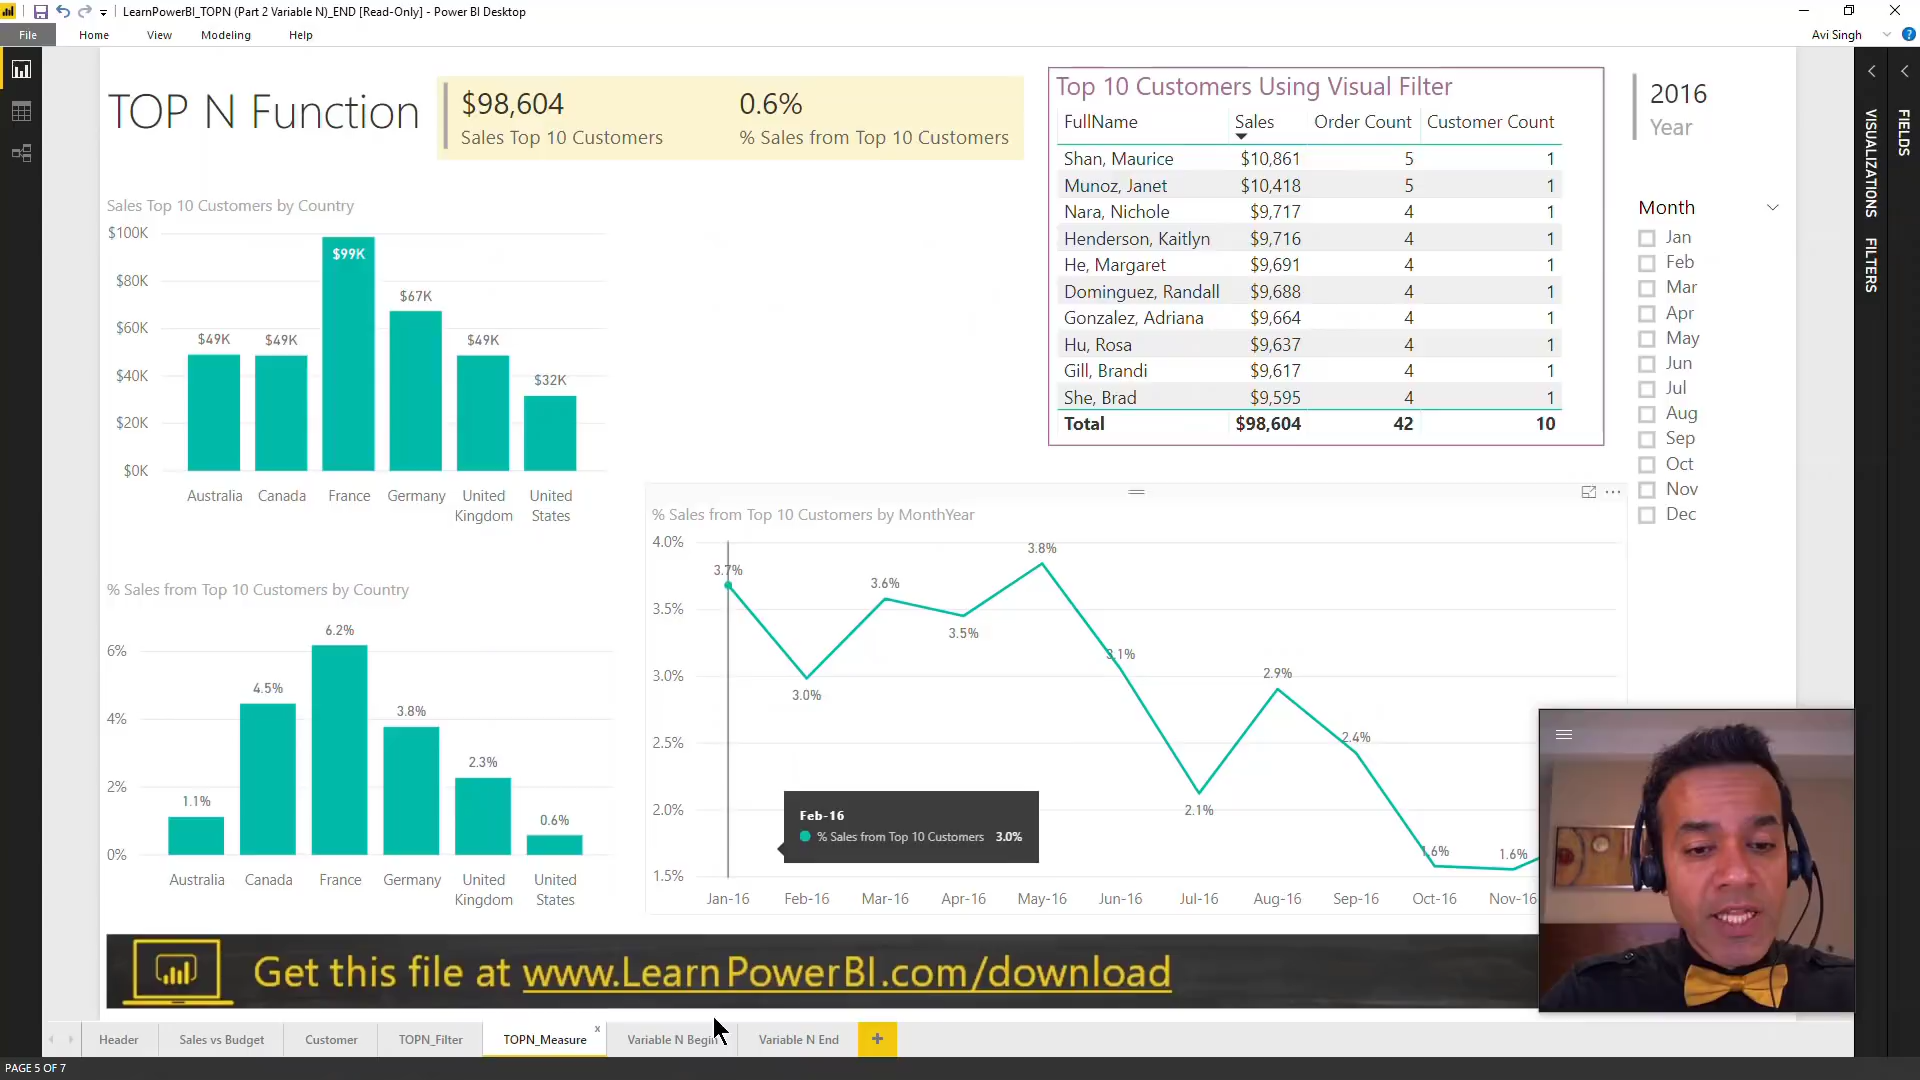 LearnPowerBI_TOPN (Part 2 Variable N)_END [Read-Only] - Power BI Desktop
File Home View Modeling Help
Avi Singh
TOP N Function
$98,604
Sales Top 10 Customers
0.6%
% Sales from Top 10 Customers
Top 10 Customers Using Visual Filter
FullName Sales Order Count Customer Count
Shan, Maurice $10,861 5 1
Munoz, Janet $10,418 5 1
Nara, Nichole $9,717 4 1
Henderson, Kaitlyn $9,716 4 1
He, Margaret $9,691 4 1
Dominguez, Randall $9,688 4 1
Gonzalez, Adriana $9,664 4 1
Hu, Rosa $9,637 4 1
Gill, Brandi $9,617 4 1
She, Brad $9,595 4 1
Total $98,604 42 10
2016
Year
Month
Jan
Feb
Mar
Apr
May
Jun
Jul
Aug
Sep
Oct
Nov
Dec
VISUALIZATIONS
FILTERS
FIELDS
Sales Top 10 Customers by Country
$100K
$80K
$60K
$40K
$20K
$0K
$49K $49K $99K $67K $49K $32K
Australia Canada France Germany United Kingdom United States
% Sales from Top 10 Customers by Country
6%
4%
2%
0%
1.1% 4.5% 6.2% 3.8% 2.3% 0.6%
Australia Canada France Germany United Kingdom United States
% Sales from Top 10 Customers by MonthYear
4.0%
3.5%
3.0%
2.5%
2.0%
1.5%
3.7% 3.0% 3.6% 3.5% 3.8% 3.1% 2.1% 2.9% 2.4% 1.6% 1.6%
Feb-16
% Sales from Top 10 Customers 3.0%
Jan-16 Feb-16 Mar-16 Apr-16 May-16 Jun-16 Jul-16 Aug-16 Sep-16 Oct-16 Nov-16
Get this file at www.LearnPowerBI.com/download
Header Sales vs Budget Customer TOPN_Filter TOPN_Measure x Variable N Begin Variable N End +
PAGE 5 OF 7